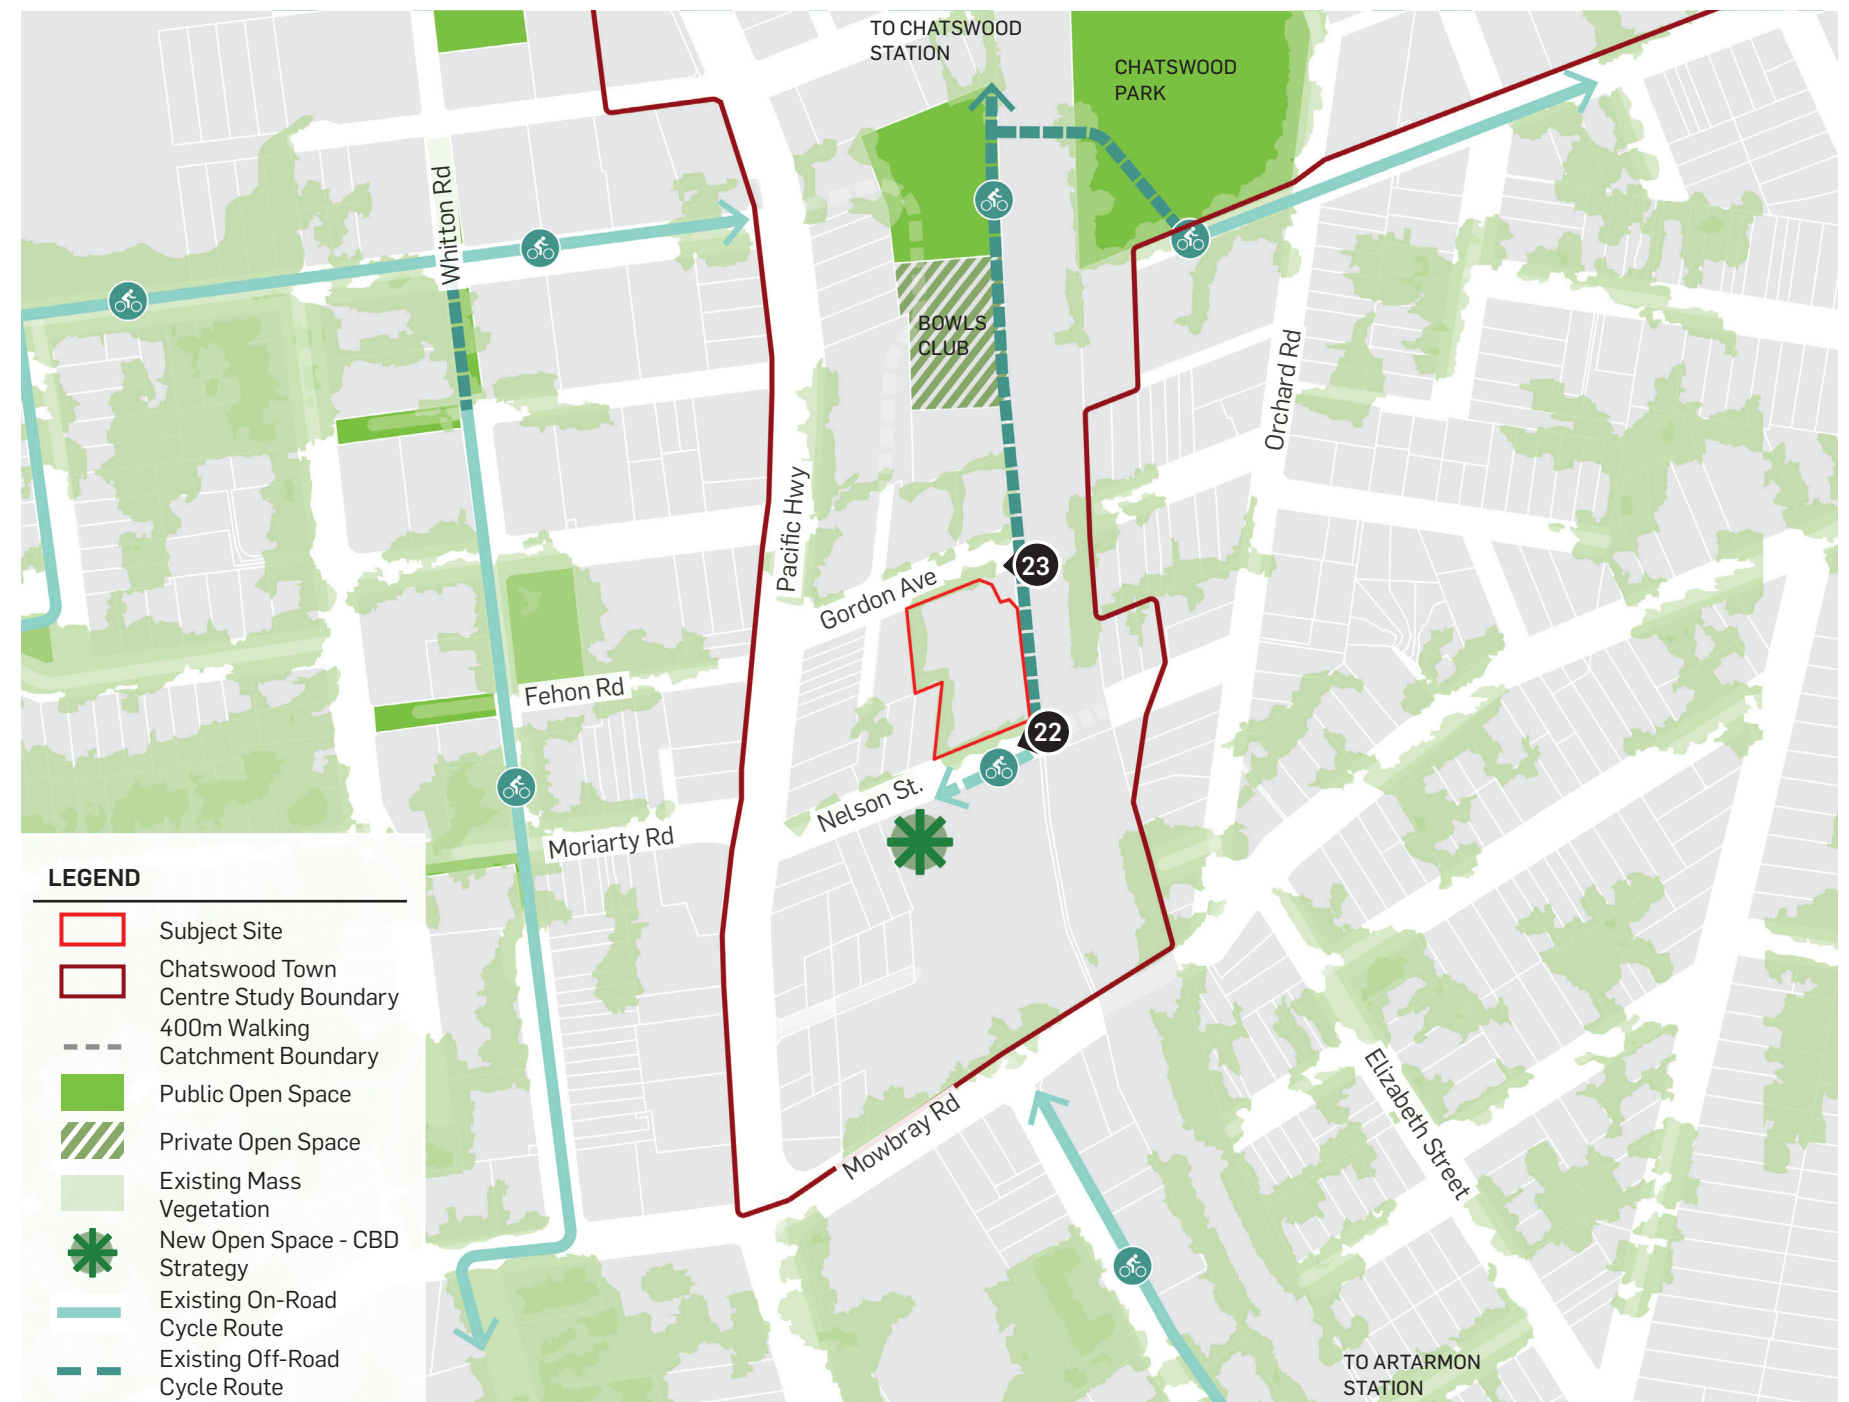 TO CHATSWOOD
STATION
CHATSWOOD
PARK
Whitton Rd
BOWLS
CLUB
Orchard Rd
Pacific Hwy
23
Gordon Ave
Fehon Rd
22
Nelson St.
Moriarty Rd
LEGEND
Subject Site
Chatswood Town
Centre Study Boundary
400m Walking
Catchment Boundary
Public Open Space
Private Open Space
Existing Mass
Vegetation
New Open Space - CBD
Strategy
Existing On-Road
Cycle Route
Existing Off-Road
Cycle Route
Mowbray Rd
Elizabeth Street
TO ARTARMON
STATION